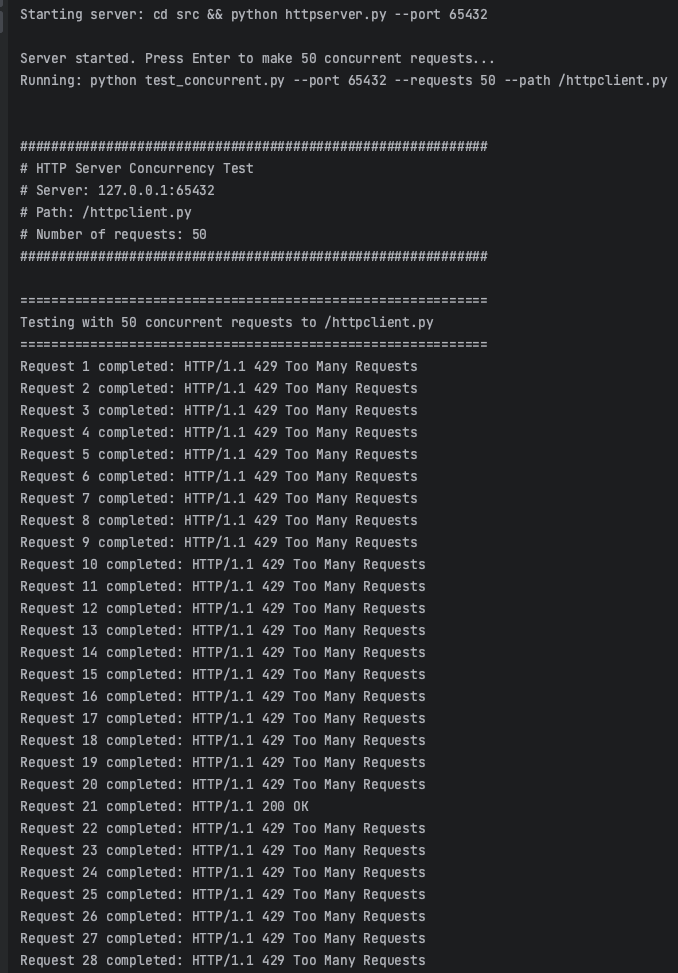 Starting server: cd src && python httpserver.py --port 65432
Server started. Press Enter to make 50 concurrent requests...
Running: python test_concurrent.py --port 65432 --requests 50 --path /httpclient.py
############################################################
# HTTP Server Concurrency Test
# Server: 127.0.0.1:65432
# Path: /httpclient.py
# Number of requests: 50
############################################################
============================================================
Testing with 50 concurrent requests to /httpclient.py
============================================================
Request 1 completed: HTTP/1.1 429 Too Many Requests
Request 2 completed: HTTP/1.1 429 Too Many Requests
Request 3 completed: HTTP/1.1 429 Too Many Requests
Request 4 completed: HTTP/1.1 429 Too Many Requests
Request 5 completed: HTTP/1.1 429 Too Many Requests
Request 6 completed: HTTP/1.1 429 Too Many Requests
Request 7 completed: HTTP/1.1 429 Too Many Requests
Request 8 completed: HTTP/1.1 429 Too Many Requests
Request 9 completed: HTTP/1.1 429 Too Many Requests
Request 10 completed: HTTP/1.1 429 Too Many Requests
Request 11 completed: HTTP/1.1 429 Too Many Requests
Request 12 completed: HTTP/1.1 429 Too Many Requests
Request 13 completed: HTTP/1.1 429 Too Many Requests
Request 14 completed: HTTP/1.1 429 Too Many Requests
Request 15 completed: HTTP/1.1 429 Too Many Requests
Request 16 completed: HTTP/1.1 429 Too Many Requests
Request 17 completed: HTTP/1.1 429 Too Many Requests
Request 18 completed: HTTP/1.1 429 Too Many Requests
Request 19 completed: HTTP/1.1 429 Too Many Requests
Request 20 completed: HTTP/1.1 429 Too Many Requests
Request 21 completed: HTTP/1.1 200 OK
Request 22 completed: HTTP/1.1 429 Too Many Requests
Request 23 completed: HTTP/1.1 429 Too Many Requests
Request 24 completed: HTTP/1.1 429 Too Many Requests
Request 25 completed: HTTP/1.1 429 Too Many Requests
Request 26 completed: HTTP/1.1 429 Too Many Requests
Request 27 completed: HTTP/1.1 429 Too Many Requests
Request 28 completed: HTTP/1.1 429 Too Many Requests